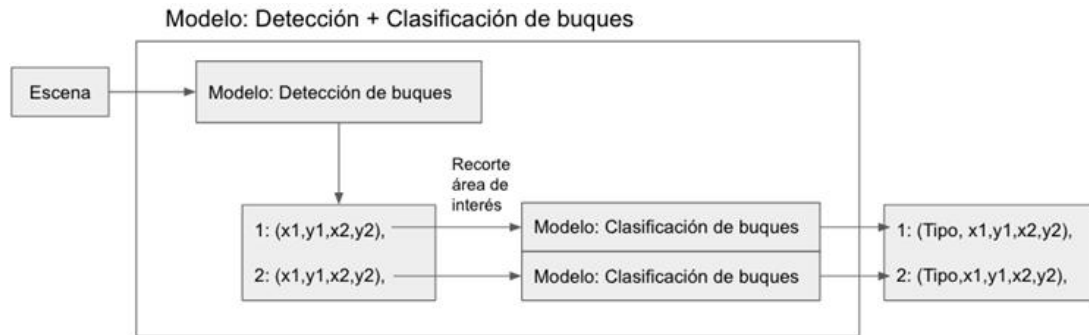 Modelo: Detección + Clasificación de buques
Escena
Modelo: Detección de buques
Recorte
área de
interés
1: (x1,y1,x2,y2),
Modelo: Clasificación de buques
1: (Tipo, x1,y1,x2,y2),
2: (x1,y1,x2,y2),
Modelo: Clasificación de buques
2: (Tipo,x1,y1,x2,y2),